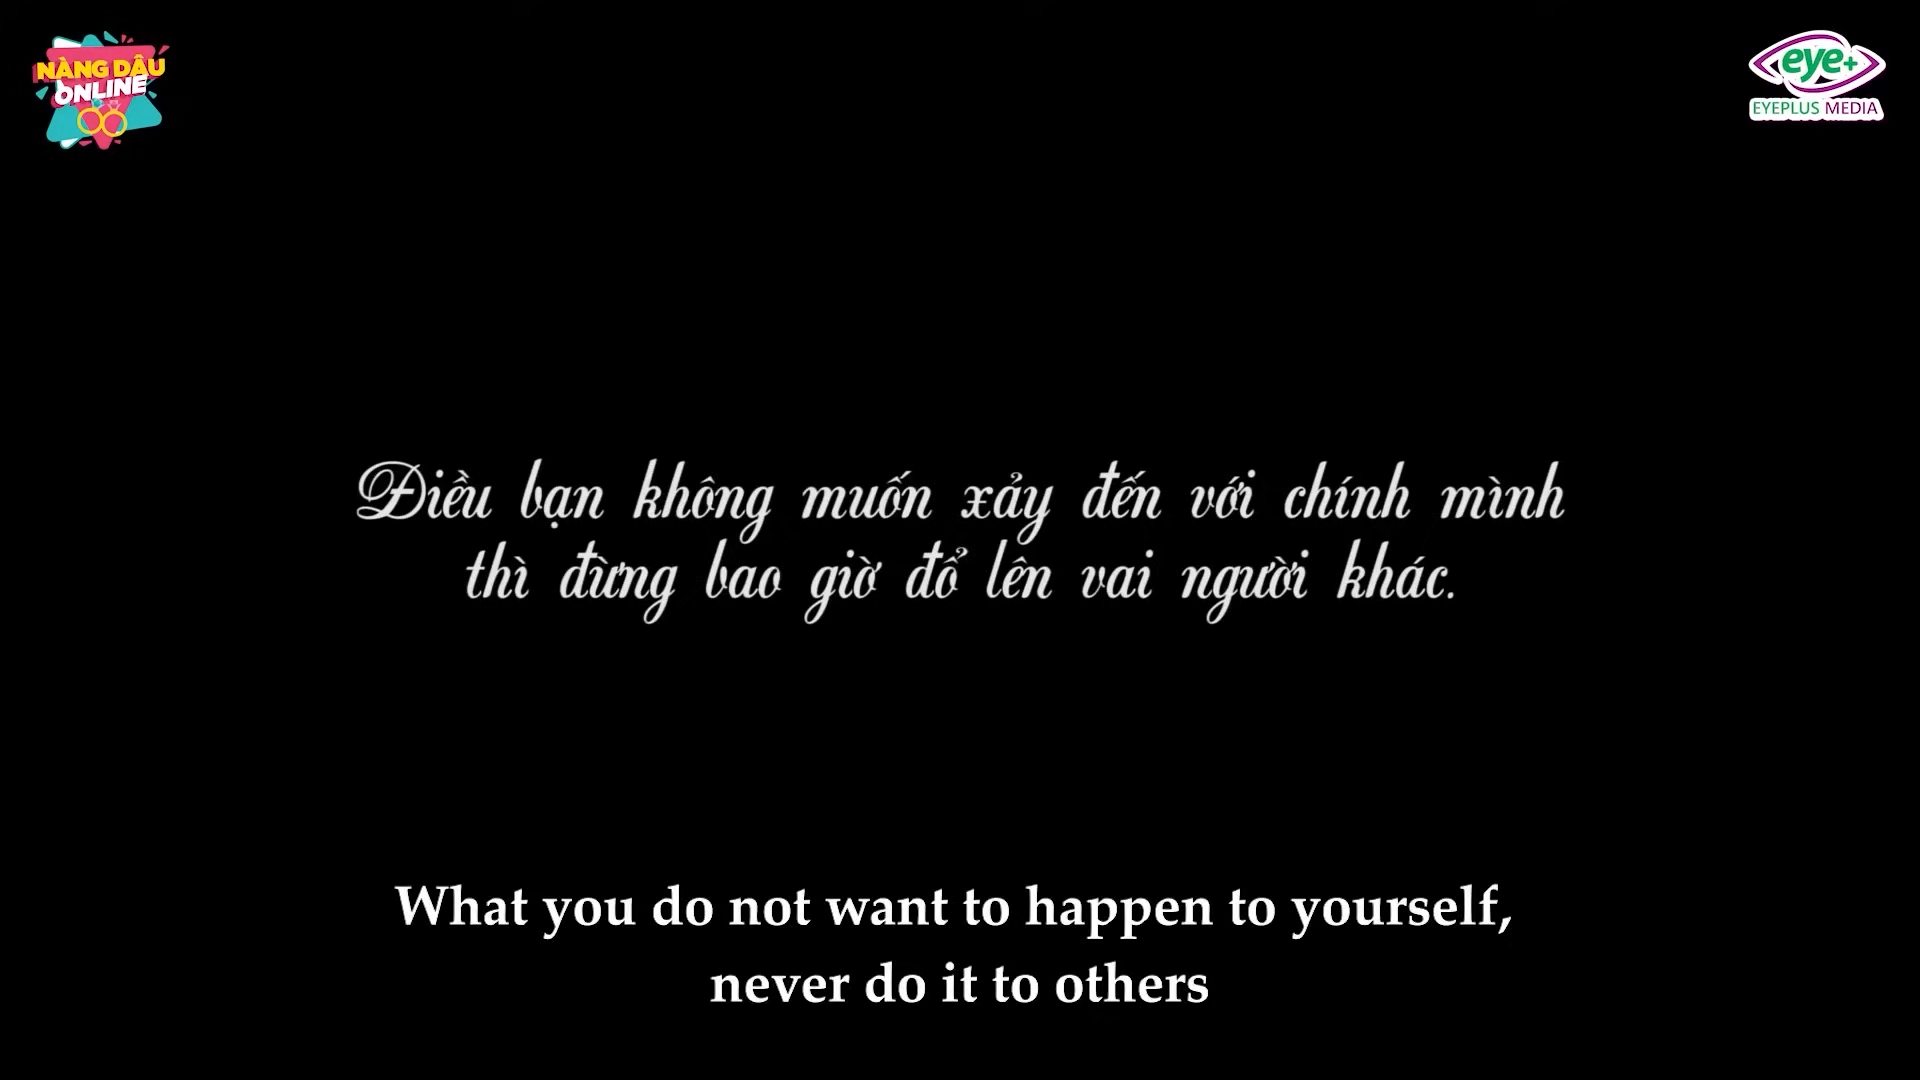 NÀNG DÂU
ONLINE
eye+
EYEPLUS MEDIA
Điều bạn không muốn xảy đến với chính mình
thì đừng bao giờ đổ lên vai người khác.
What you do not want to happen to yourself,
never do it to others